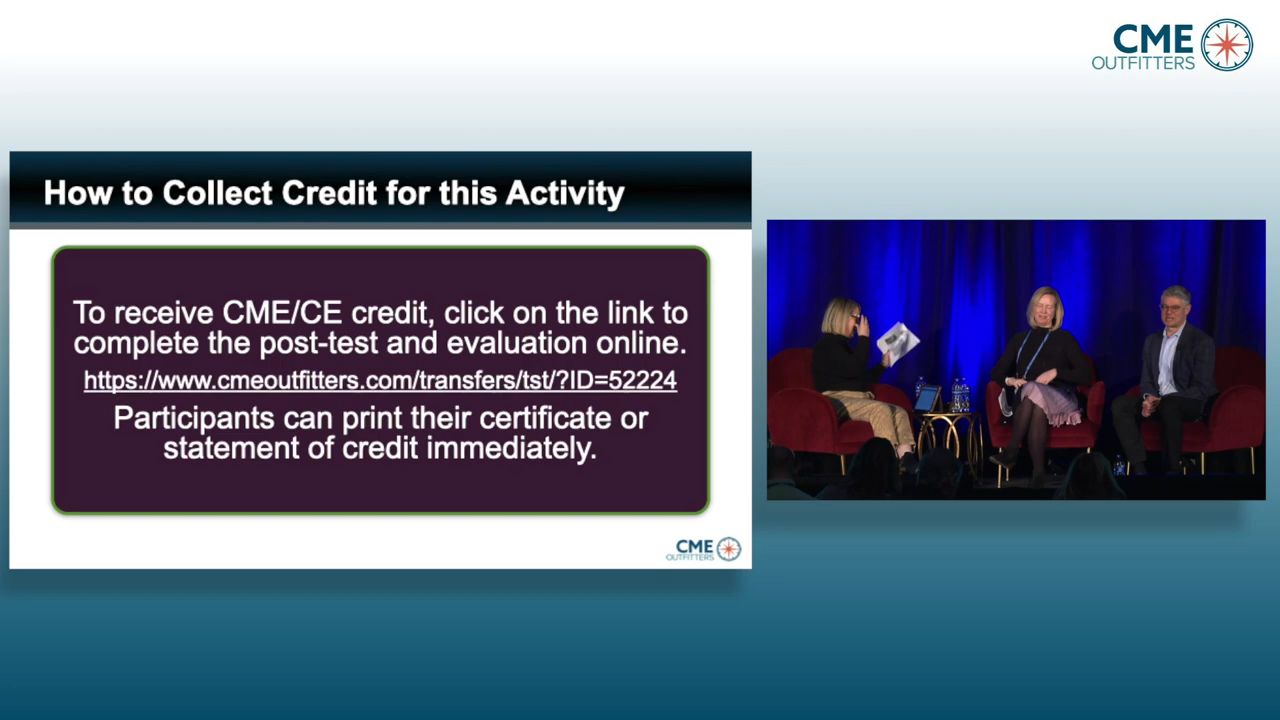 CME
OUTFITTERS
How to Collect Credit for this Activity
To receive CME/CE credit, click on the link to
complete the post-test and evaluation online.
https://www.cmeoutfitters.com/transfers/tst/?ID=52224
Participants can print their certificate or
statement of credit immediately.
CME
OUTFITTERS